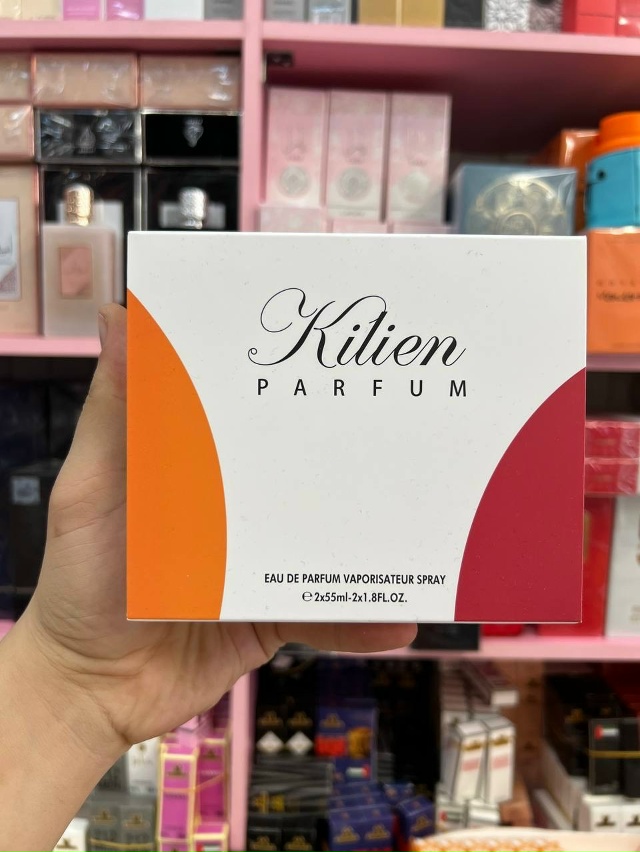 Kilien
PARFUM
EAU DE PARFUM VAPORISATEUR SPRAY
℮2x55ml-2x1.8FL.OZ.